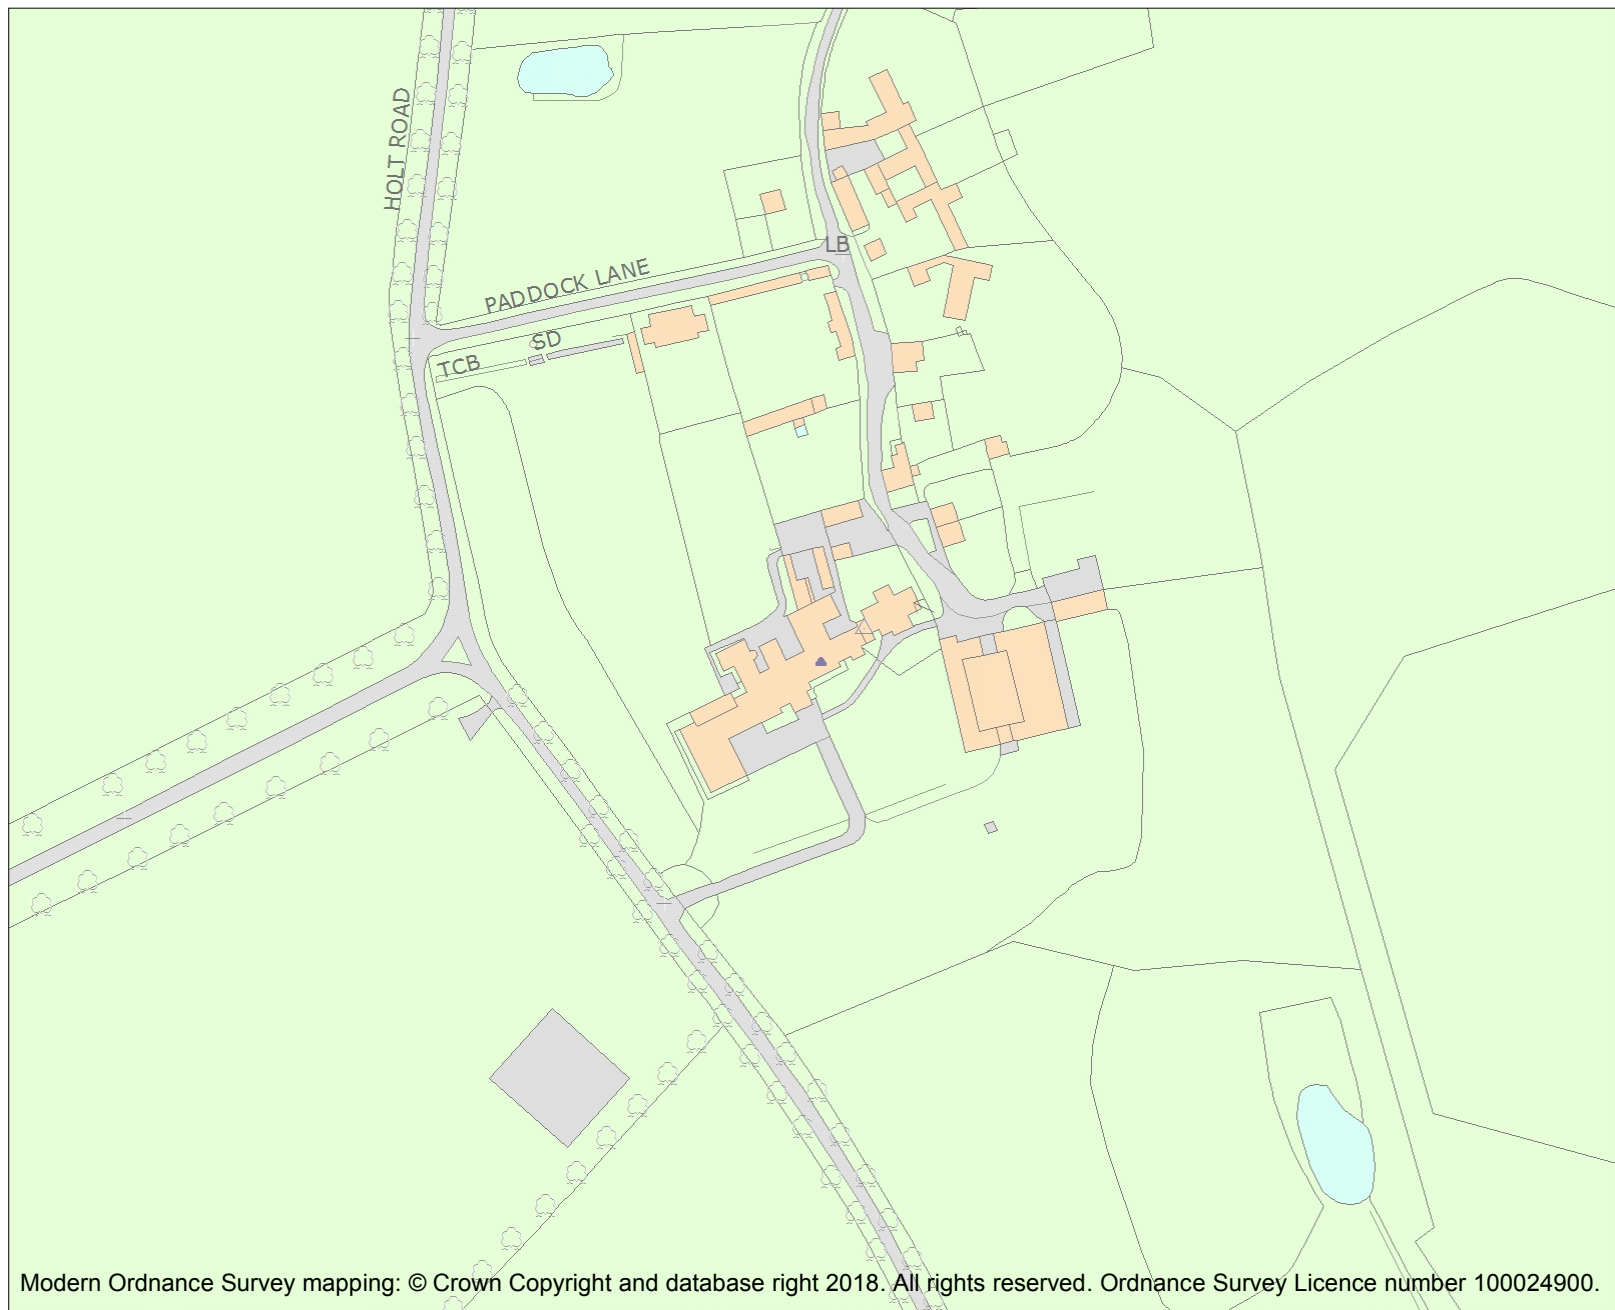 HOLT ROAD
LB
PADDOCK LANE
SD
TCB
Modern Ordnance Survey mapping: © Crown Copyright and database right 2018. All rights reserved. Ordnance Survey Licence number 100024900.